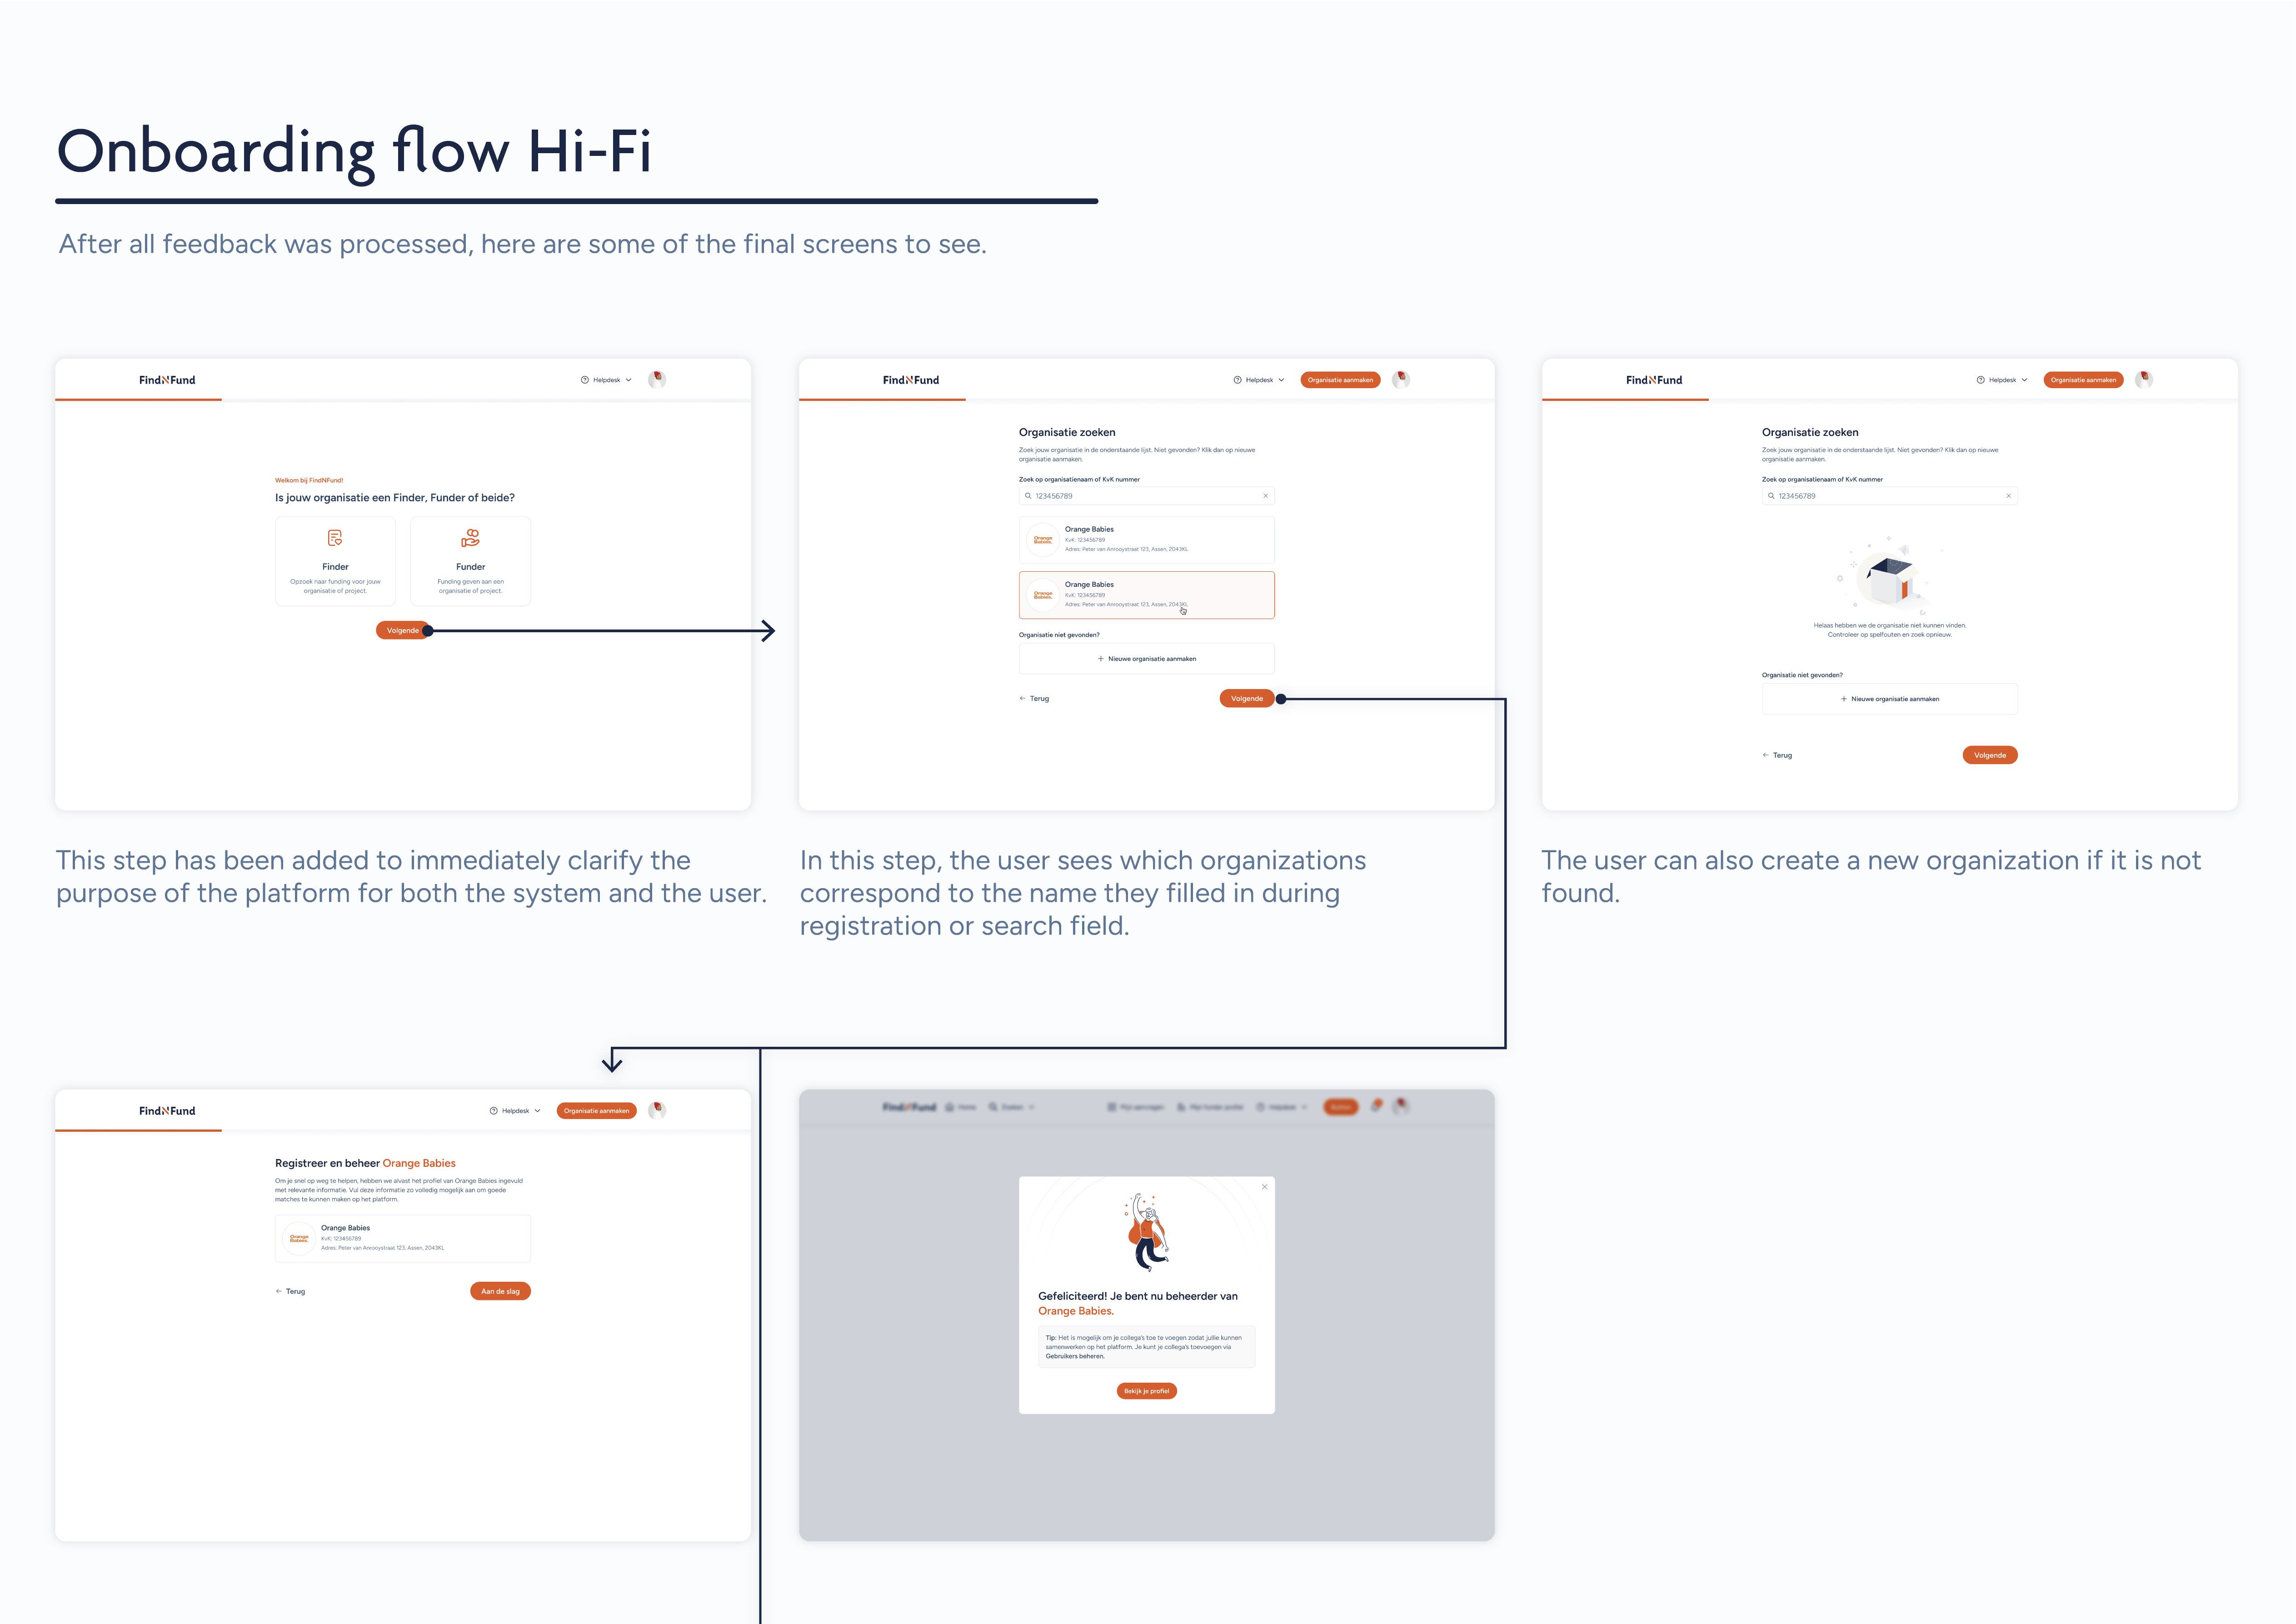 Onboarding flow Hi-Fi
After all feedback was processed, here are some of the final screens to see.
FindNFund
Helpdesk
Welkom bij FindNFund!
Is jouw organisatie een Finder, Funder of beide?
Finder
Opzoek naar funding voor jouw
organisatie of project.
Funder
Funding geven aan een
organisatie of project.
Volgende
This step has been added to immediately clarify the
purpose of the platform for both the system and the user.
FindNFund
Helpdesk
Organisatie aanmaken
Organisatie zoeken
Zoek jouw organisatie in de onderstaande lijst. Niet gevonden? Klik dan op nieuwe
organisatie aanmaken.
Zoek op organisatienaam of KvK nummer
123456789
Orange Babies.
Orange Babies
KvK: 123456789
Adres: Peter van Anrooystraat 123, Assen, 2043KL
Orange Babies.
Orange Babies
KvK: 123456789
Adres: Peter van Anrooystraat 123, Assen, 2043KL
Organisatie niet gevonden?
+ Nieuwe organisatie aanmaken
← Terug
Volgende
In this step, the user sees which organizations
correspond to the name they filled in during
registration or search field.
FindNFund
Helpdesk
Organisatie aanmaken
Organisatie zoeken
Zoek jouw organisatie in de onderstaande lijst. Niet gevonden? Klik dan op nieuwe
organisatie aanmaken.
Zoek op organisatienaam of KvK nummer
123456789
Helaas hebben we de organisatie niet kunnen vinden.
Controleer op spelfouten en zoek opnieuw.
Organisatie niet gevonden?
+ Nieuwe organisatie aanmaken
← Terug
Volgende
The user can also create a new organization if it is not
found.
FindNFund
Helpdesk
Organisatie aanmaken
Registreer en beheer Orange Babies
Om je snel op weg te helpen, hebben we alvast het profiel van Orange Babies ingevuld
met relevante informatie. Vul deze informatie zo volledig mogelijk aan om goede
matches te kunnen maken op het platform.
Orange Babies.
Orange Babies
KvK: 123456789
Adres: Peter van Anrooystraat 123, Assen, 2043KL
← Terug
Aan de slag
FindNFund
Home
Zoeken
Mijn aanvragen
Mijn funder profiel
Helpdesk
Gefeliciteerd! Je bent nu beheerder van
Orange Babies.
Tip: Het is mogelijk om je collega's toe te voegen zodat jullie kunnen
samenwerken op het platform. Je kunt je collega's toevoegen via
Gebruikers beheren.
Bekijk je profiel